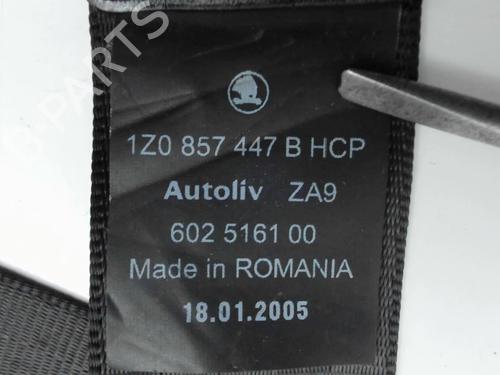 B-PARTS
1Z0 857 447 B HCP
Autoliv ZA9
602 5161 00
Made in ROMANIA
18.01.2005